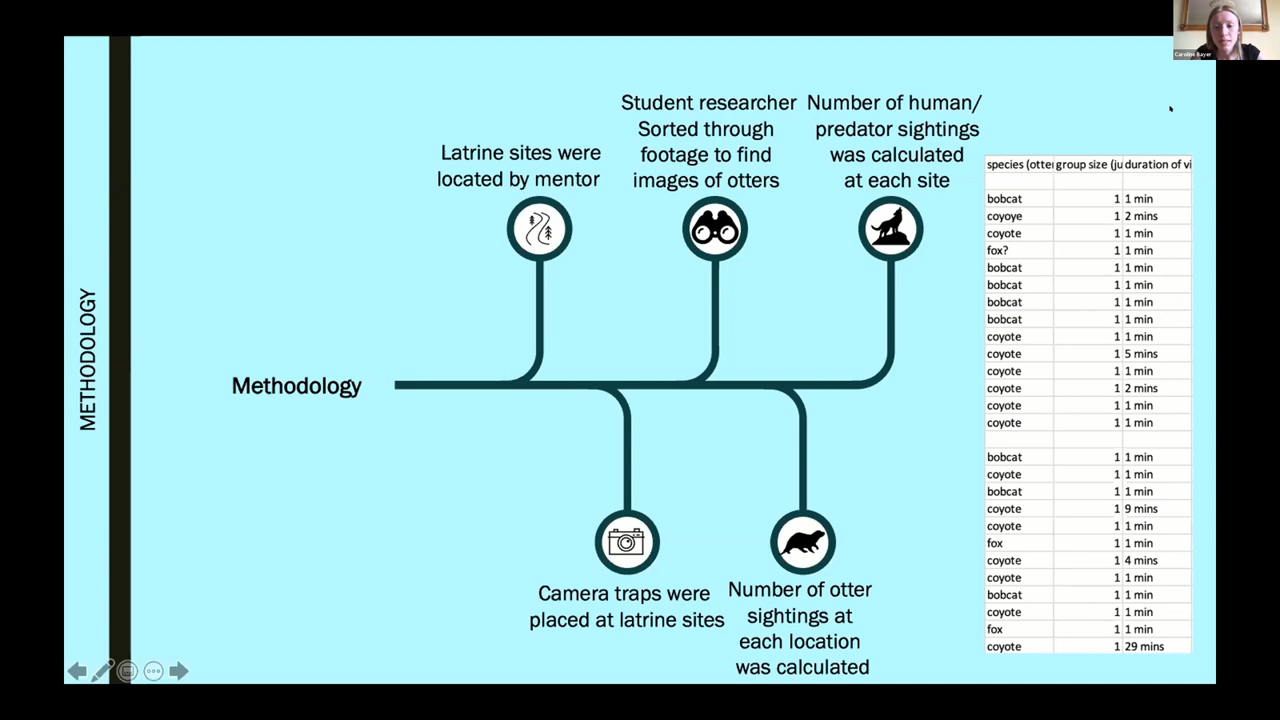 METHODOLOGY
Methodology
Latrine sites were
located by mentor
Camera traps were
placed at latrine sites
Student researcher
Sorted through
footage to find
images of otters
Number of otter
sightings at
each location
was calculated
Number of human/
predator sightings
was calculated
at each site
species (otter group size (ju duration of vi
bobcat 1 1 min
coyoye 1 2 mins
coyote 1 1 min
fox? 1 1 min
bobcat 1 1 min
bobcat 1 1 min
bobcat 1 1 min
bobcat 1 1 min
coyote 1 1 min
coyote 1 5 mins
coyote 1 1 min
coyote 1 2 mins
coyote 1 1 min
coyote 1 1 min
bobcat 1 1 min
coyote 1 1 min
bobcat 1 1 min
coyote 1 9 mins
coyote 1 1 min
fox 1 1 min
coyote 1 4 mins
coyote 1 1 min
bobcat 1 1 min
coyote 1 1 min
fox 1 1 min
coyote 1 29 mins
Caroline Bayer